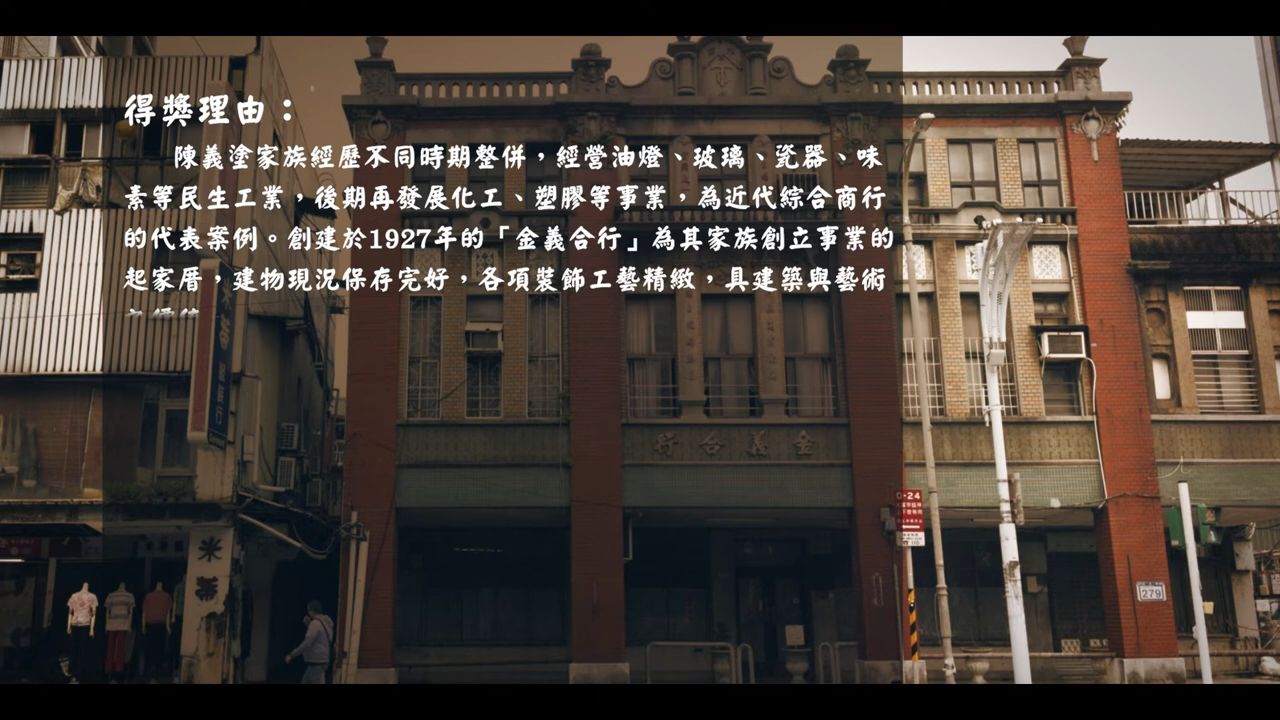 得獎理由：
陳義塗家族經歷不同時期整併，經營油燈、玻璃、瓷器、味
素等民生工業，後期再發展化工、塑膠等事業，為近代綜合商行
的代表案例。創建於1927年的「金義合行」為其家族創立事業的
起家厝，建物現況保存完好，各項裝飾工藝精緻，具建築與藝術
行合義金
0-24
279